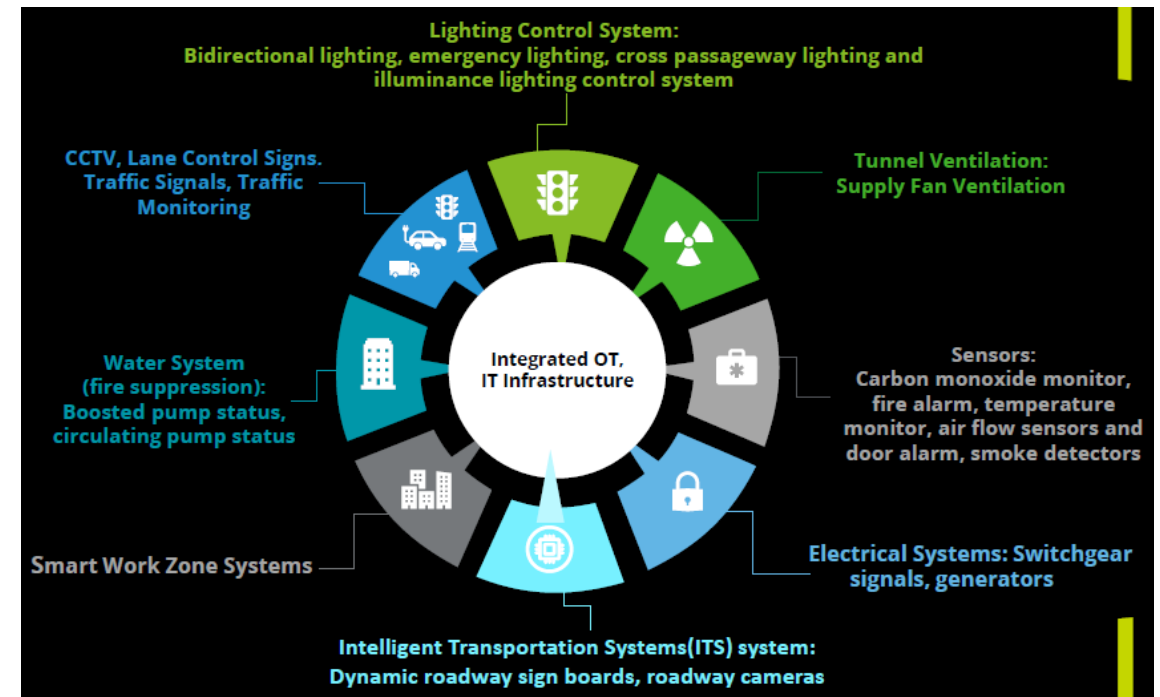 Lighting Control System:
Bidirectional lighting, emergency lighting, cross passageway lighting and
illuminance lighting control system
CCTV, Lane Control Signs.
Traffic Signals, Traffic
Monitoring
Tunnel Ventilation:
Supply Fan Ventilation
Integrated OT,
IT Infrastructure
Water System
(fire suppression):
Boosted pump status,
circulating pump status
Sensors:
Carbon monoxide monitor,
fire alarm, temperature
monitor, air flow sensors and
door alarm, smoke detectors
Smart Work Zone Systems
Electrical Systems: Switchgear
signals, generators
Intelligent Transportation Systems(ITS) system:
Dynamic roadway sign boards, roadway cameras